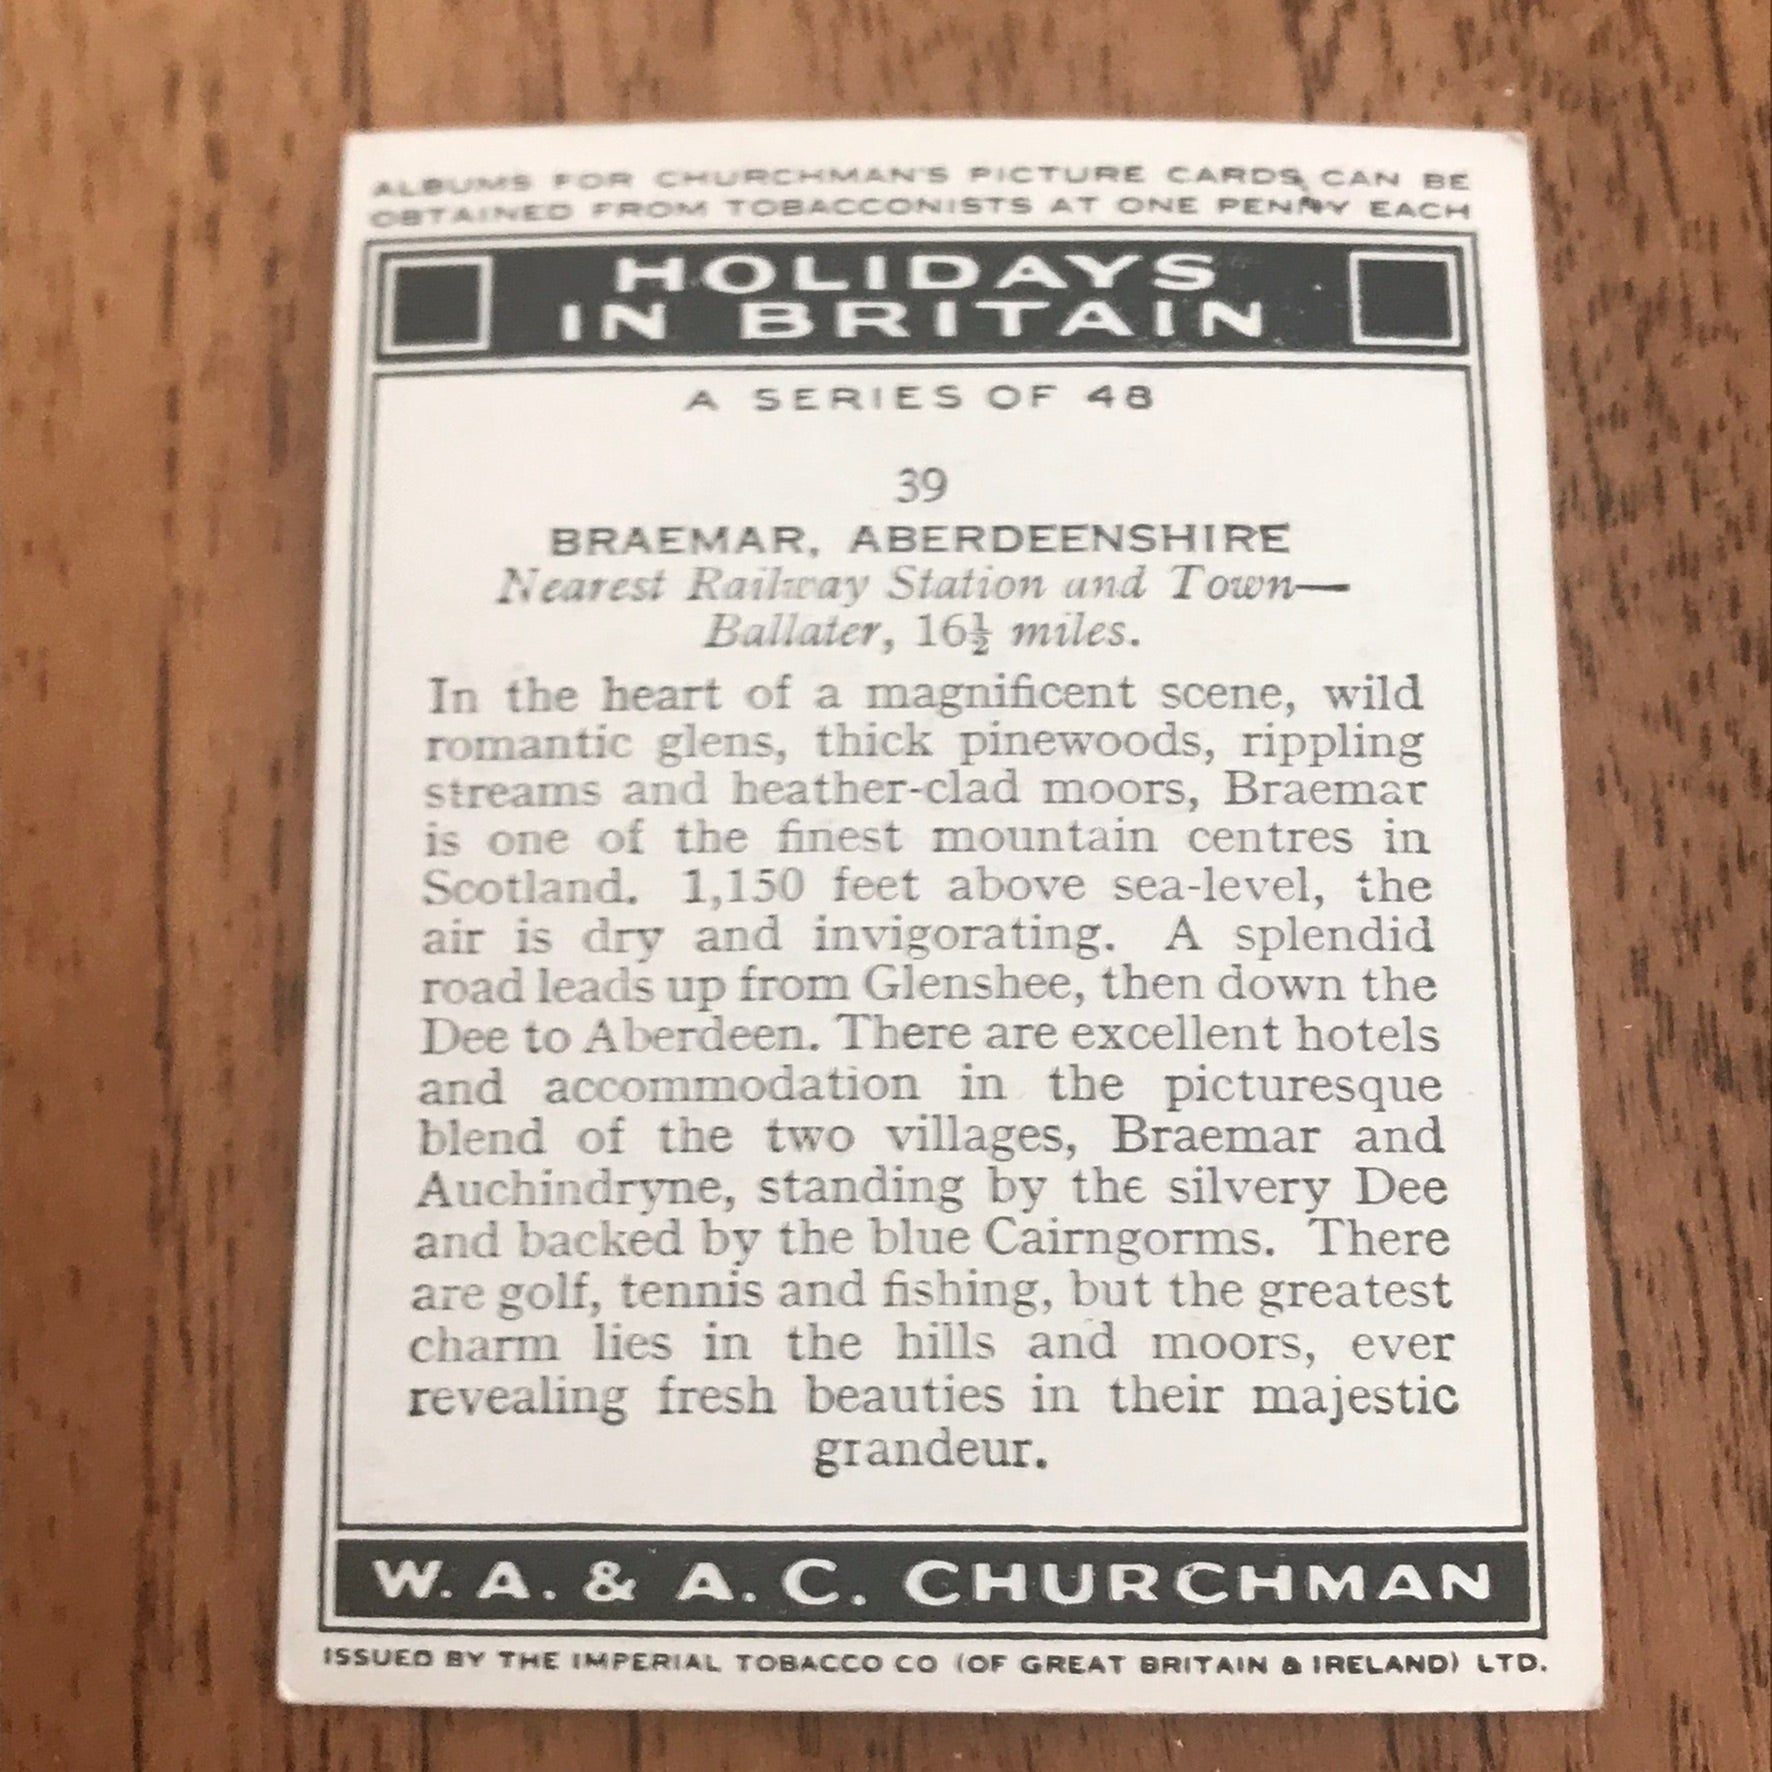 ALBUMS FOR CHURCHMAN'S PICTURE CARDS CAN BE
OBTAINED FROM TOBACCONISTS AT ONE PENNY EACH
HOLIDAYS
IN BRITAIN
A SERIES OF 48
39
BRAEMAR, ABERDEENSHIRE
Nearest Railway Station and Town—
Ballater, 16½ miles.
In the heart of a magnificent scene, wild
romantic glens, thick pinewoods, rippling
streams and heather-clad moors, Braemar
is one of the finest mountain centres in
Scotland. 1,150 feet above sea-level, the
air is dry and invigorating. A splendid
road leads up from Glenshee, then down the
Dee to Aberdeen. There are excellent hotels
and accommodation in the picturesque
blend of the two villages, Braemar and
Auchindryne, standing by the silvery Dee
and backed by the blue Cairngorms. There
are golf, tennis and fishing, but the greatest
charm lies in the hills and moors, ever
revealing fresh beauties in their majestic
grandeur.
W. A. & A. C. CHURCHMAN
ISSUED BY THE IMPERIAL TOBACCO CO (OF GREAT BRITAIN & IRELAND) LTD.